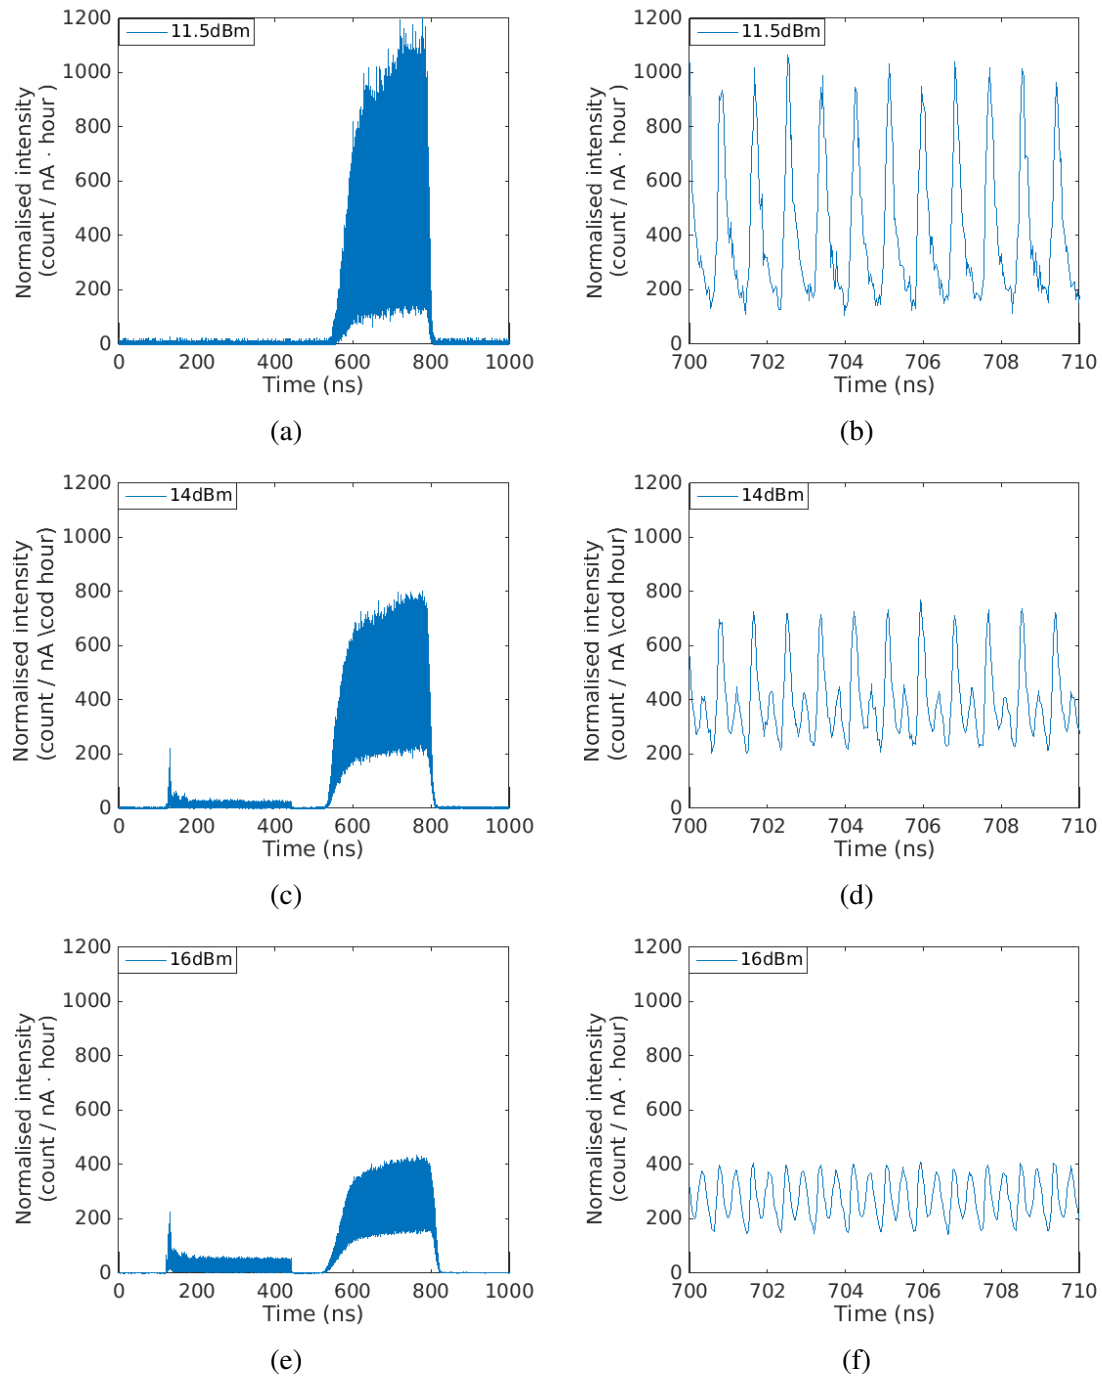 1200
1000
800
600
400
200
0
Normalised intensity
(count / nA · hour )
11.5dBm
0 200 400 600 800 1000
Time (ns)
(a)
1200
1000
800
600
400
200
0
Normalised intensity
(count / nA · hour )
11.5dBm
700 702 704 706 708 710
Time (ns)
(b)
1200
1000
800
600
400
200
0
Normalised intensity
(count / nA \cod hour)
14dBm
0 200 400 600 800 1000
Time (ns)
(c)
1200
1000
800
600
400
200
0
Normalised intensity
(count / nA \cod hour)
14dBm
700 702 704 706 708 710
Time (ns)
(d)
1200
1000
800
600
400
200
0
Normalised intensity
(count / nA · hour)
16dBm
0 200 400 600 800 1000
Time (ns)
(e)
1200
1000
800
600
400
200
0
Normalised intensity
(count / nA · hour)
16dBm
700 702 704 706 708 710
Time (ns)
(f)